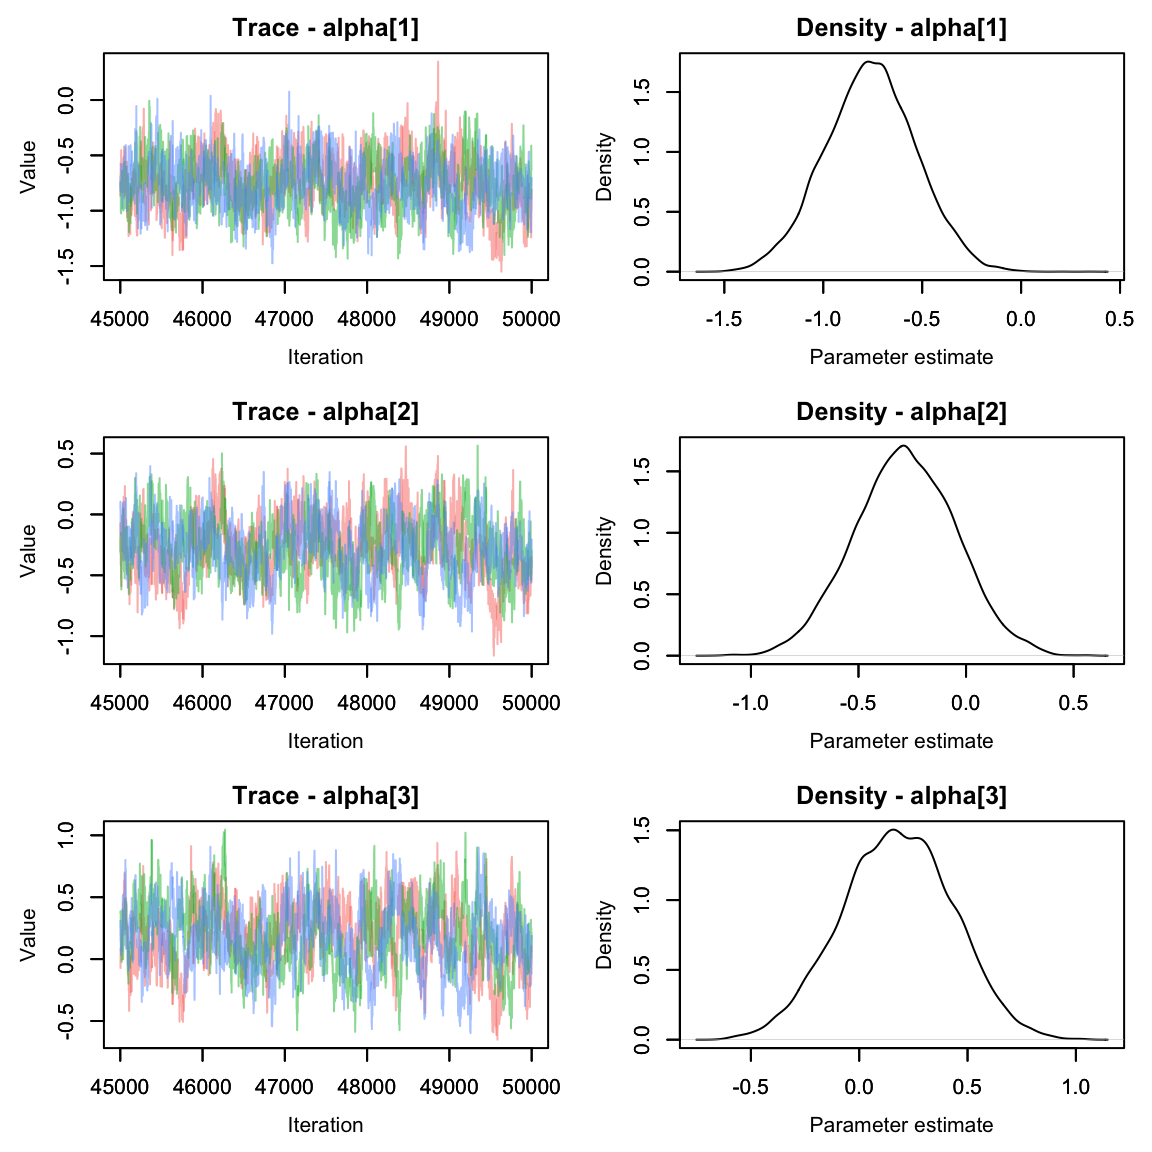 Trace - alpha[1]
Value
0.0
-0.5
-1.0
-1.5
45000 46000 47000 48000 49000 50000
Iteration
Density - alpha[1]
Density
1.5
1.0
0.5
0.0
-1.5 -1.0 -0.5 0.0 0.5
Parameter estimate
Trace - alpha[2]
Value
0.5
0.0
-0.5
-1.0
45000 46000 47000 48000 49000 50000
Iteration
Density - alpha[2]
Density
1.5
1.0
0.5
0.0
-1.0 -0.5 0.0 0.5
Parameter estimate
Trace - alpha[3]
Value
1.0
0.5
0.0
-0.5
45000 46000 47000 48000 49000 50000
Iteration
Density - alpha[3]
Density
1.5
1.0
0.5
0.0
-0.5 0.0 0.5 1.0
Parameter estimate